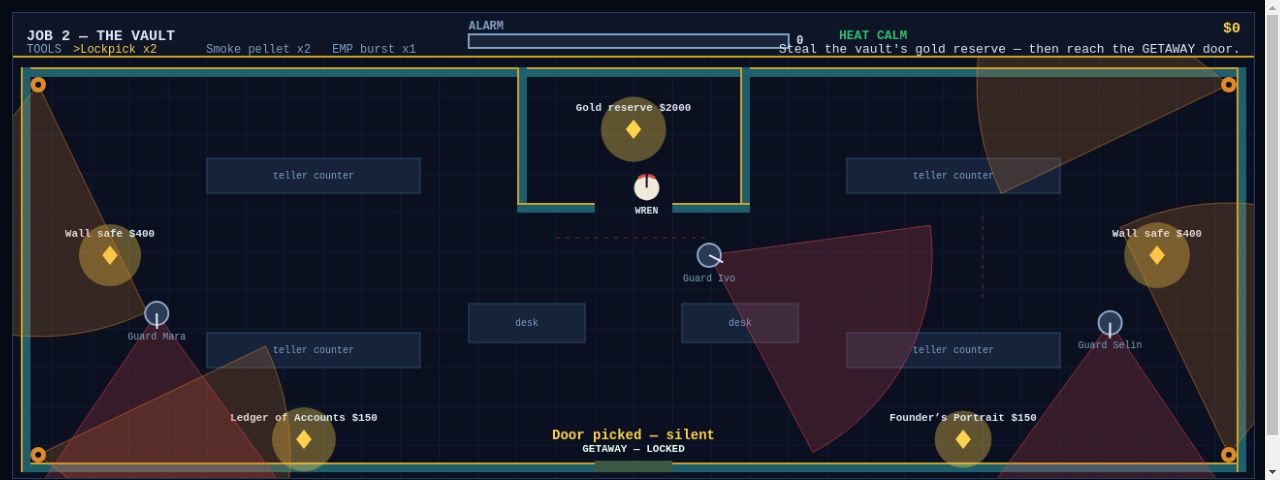 JOB 2 — THE VAULT
ALARM
0
HEAT CALM
$0
TOOLS >Lockpick x2 Smoke pellet x2 EMP burst x1
Steal the vault's gold reserve — then reach the GETAWAY door.
Gold reserve $2000
teller counter
teller counter
WREN
Wall safe $400
Wall safe $400
Guard Ivo
desk
desk
Guard Mara
Guard Selin
teller counter
teller counter
Ledger of Accounts $150
Founder’s Portrait $150
Door picked — silent
GETAWAY — LOCKED